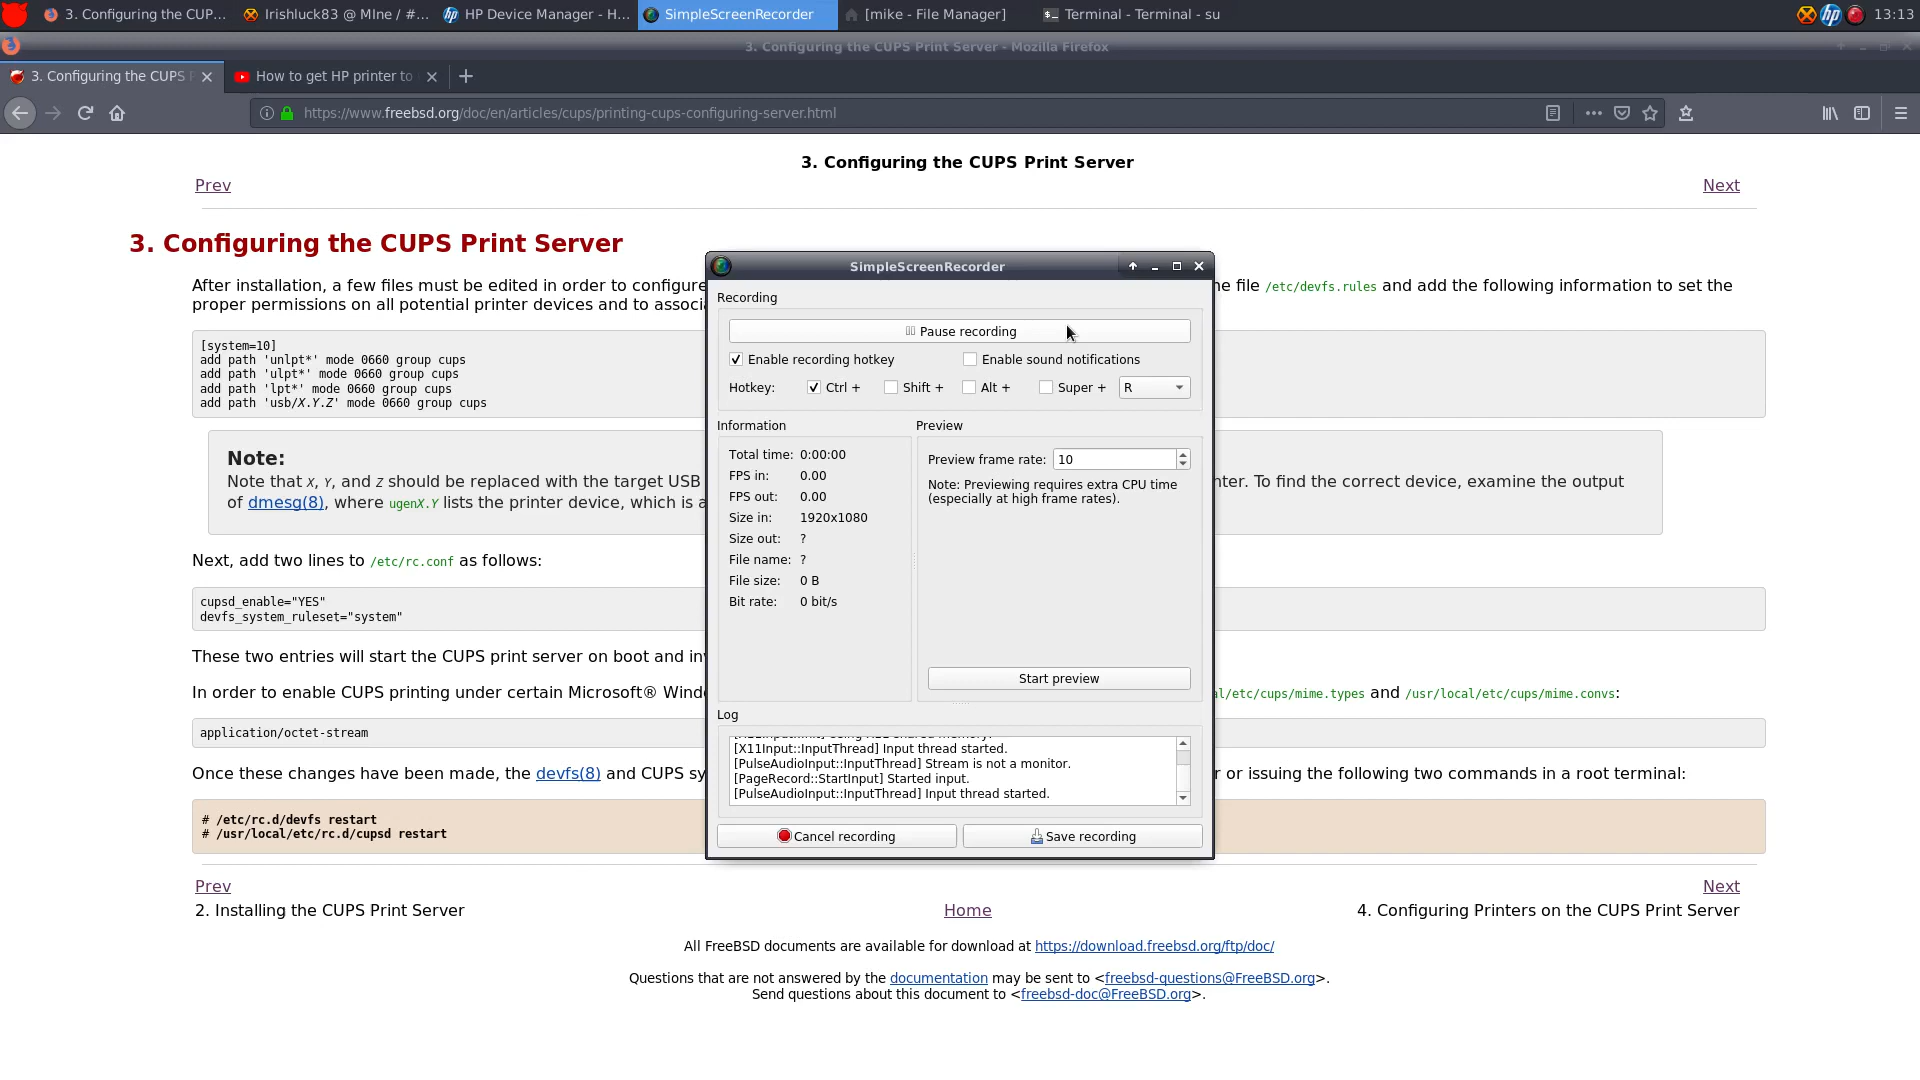 3. Configuring the CUP...
Irishluck83 @ MIne / #...
HP Device Manager - H...
SimpleScreenRecorder
[mike - File Manager]
Terminal - Terminal - su
13:13
3. Configuring the CUPS Print Server - Mozilla Firefox
3. Configuring the CUPS
How to get HP printer to
https://www.freebsd.org/doc/en/articles/cups/printing-cups-configuring-server.html
3. Configuring the CUPS Print Server
Prev
Next
3. Configuring the CUPS Print Server
After installation, a few files must be edited in order to configure
the file /etc/devfs.rules and add the following information to set the
proper permissions on all potential printer devices and to
[system=10]
add path 'unlpt*' mode 0660 group cups
add path 'ulpt*' mode 0660 group cups
add path 'lpt*' mode 0660 group cups
add path 'usb/X.Y.Z' mode 0660 group cups
Note:
Note that X, Y, and Z should be replaced with the target USB
To find the correct device, examine the output
of dmesg(8), where ugenX.Y lists the printer device, which is
Next, add two lines to /etc/rc.conf as follows:
cupsd_enable="YES"
devfs_system_ruleset="system"
These two entries will start the CUPS print server on boot and
In order to enable CUPS printing under certain Microsoft®
/etc/cups/mime.types and /usr/local/etc/cups/mime.convs:
application/octet-stream
Once these changes have been made, the devfs(8) and CUPS
or issuing the following two commands in a root terminal:
# /etc/rc.d/devfs restart
# /usr/local/etc/rc.d/cupsd restart
Prev
Next
2. Installing the CUPS Print Server
Home
4. Configuring Printers on the CUPS Print Server
All FreeBSD documents are available for download at https://download.freebsd.org/ftp/doc/
Questions that are not answered by the documentation may be sent to <freebsd-questions@FreeBSD.org>.
Send questions about this document to <freebsd-doc@FreeBSD.org>.
SimpleScreenRecorder
Recording
Pause recording
Enable recording hotkey
Enable sound notifications
Hotkey: Ctrl + Shift + Alt + Super + R
Information
Total time: 0:00:00
FPS in: 0.00
FPS out: 0.00
Size in: 1920x1080
Size out: ?
File name: ?
File size: 0 B
Bit rate: 0 bit/s
Preview
Preview frame rate: 10
Note: Previewing requires extra CPU time
(especially at high frame rates).
Start preview
Log
[X11Input::InputThread] Input thread started.
[PulseAudioInput::InputThread] Stream is not a monitor.
[PageRecord::StartInput] Started input.
[PulseAudioInput::InputThread] Input thread started.
Cancel recording
Save recording